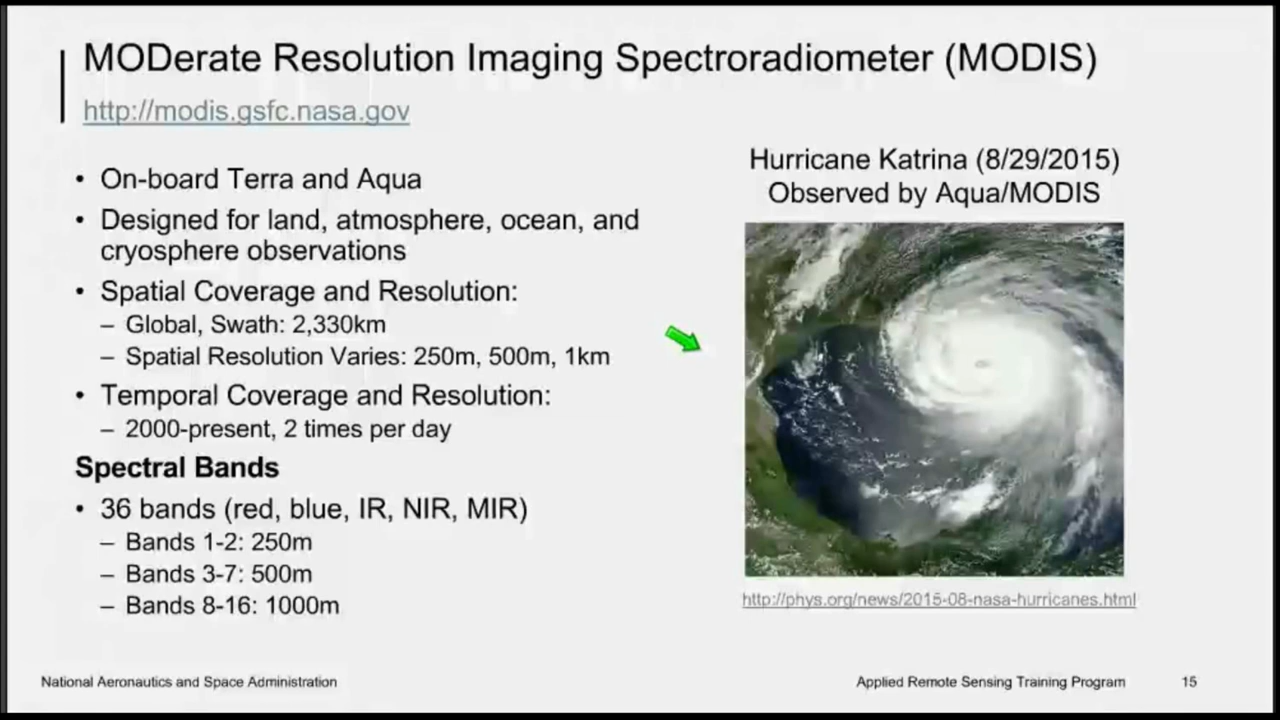 MODerate Resolution Imaging Spectroradiometer (MODIS)
http://modis.gsfc.nasa.gov
• On-board Terra and Aqua
• Designed for land, atmosphere, ocean, and
cryosphere observations
• Spatial Coverage and Resolution:
– Global, Swath: 2,330km
– Spatial Resolution Varies: 250m, 500m, 1km
• Temporal Coverage and Resolution:
– 2000-present, 2 times per day
Spectral Bands
• 36 bands (red, blue, IR, NIR, MIR)
– Bands 1-2: 250m
– Bands 3-7: 500m
– Bands 8-16: 1000m
Hurricane Katrina (8/29/2015)
Observed by Aqua/MODIS
http://phys.org/news/2015-08-nasa-hurricanes.html
National Aeronautics and Space Administration
Applied Remote Sensing Training Program
15